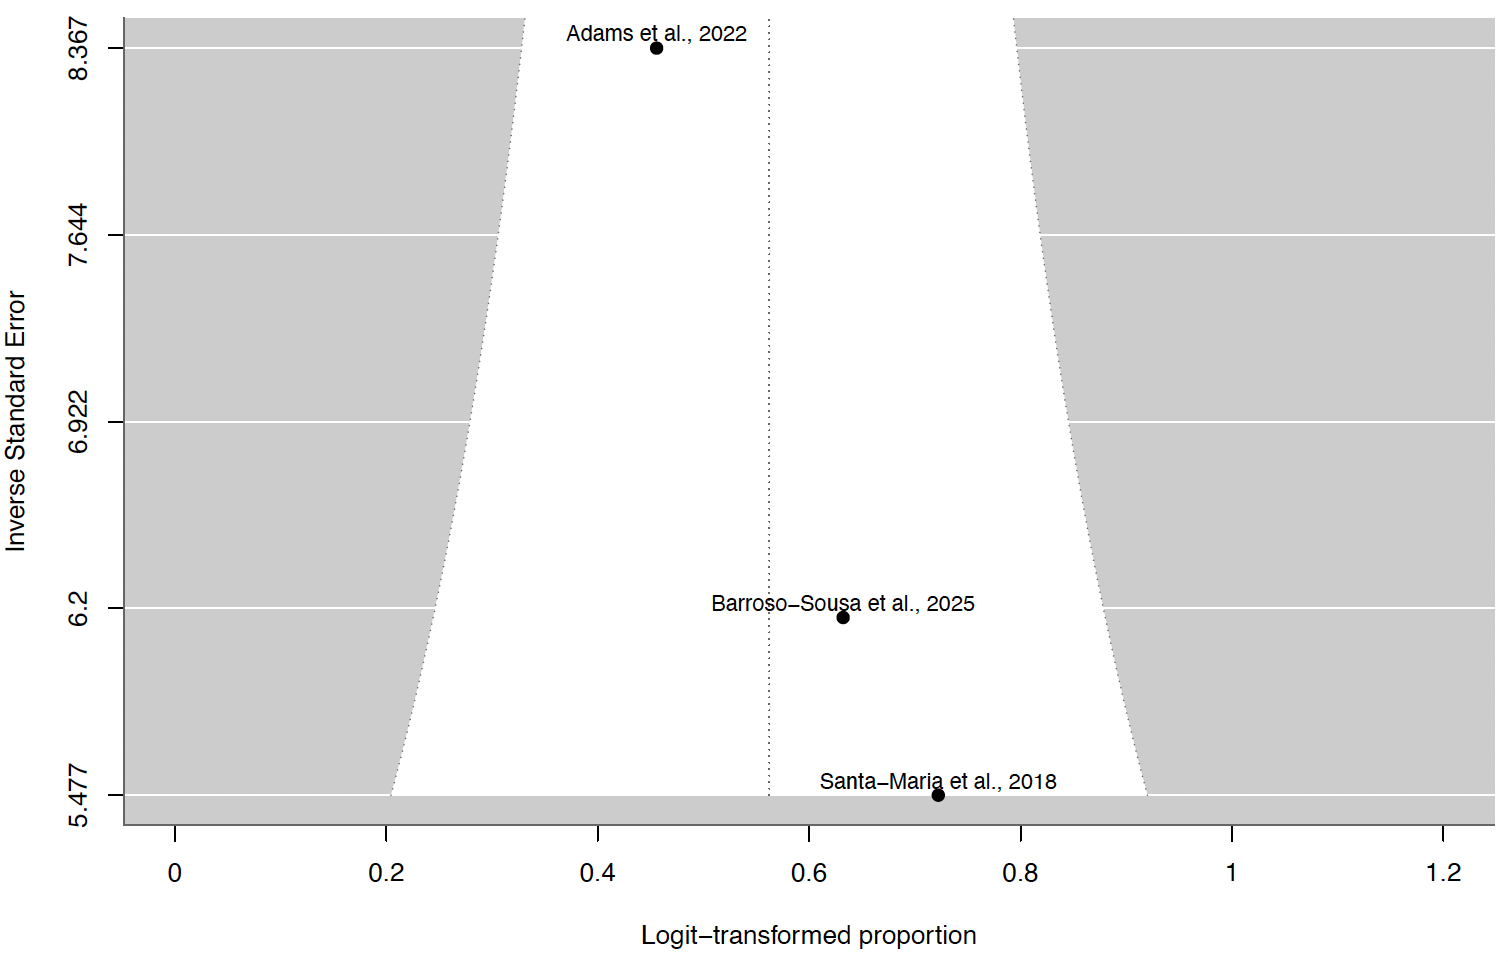 Adams et al., 2022
8.367
7.644
6.922
Inverse Standard Error
Barroso−Sousa et al., 2025
6.2
Santa−Maria et al., 2018
5.477
0 0.2 0.4 0.6 0.8 1 1.2
Logit−transformed proportion